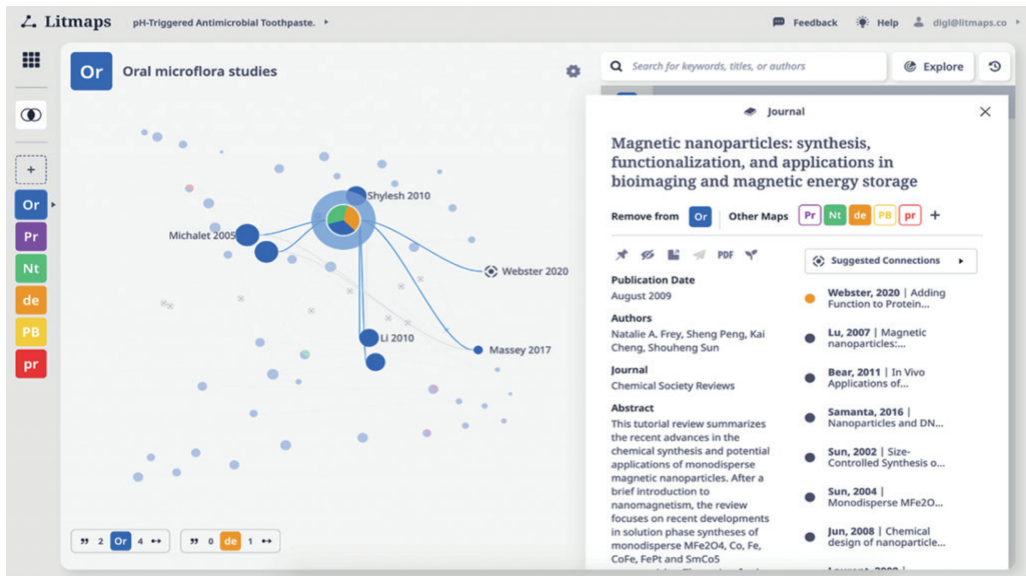 Litmaps
pH-Triggered Antimicrobial Toothpaste.
Feedback
Help
digl@litmaps.co
Or
Oral microflora studies
Search for keywords, titles, or authors
Explore
+
Or
Pr
Nt
de
PB
pr
Shylesh 2010
Michalet 2005
Webster 2020
Li 2010
Massey 2017
" 2 Or 4
" 0 de 1
Journal
Magnetic nanoparticles: synthesis,
functionalization, and applications in
bioimaging and magnetic energy storage
Remove from Or Other Maps Pr Nt de PB pr +
PDF
Publication Date
August 2009
Authors
Natalie A. Frey, Sheng Peng, Kai
Cheng, Shouheng Sun
Journal
Chemical Society Reviews
Abstract
This tutorial review summarizes
the recent advances in the
chemical synthesis and potential
applications of monodisperse
magnetic nanoparticles. After a
brief introduction to
nanomagnetism, the review
focuses on recent developments
in solution phase syntheses of
monodisperse MFe2O4, Co, Fe,
CoFe, FePt and SmCo5
Suggested Connections
Webster, 2020 | Adding
Function to Protein...
Lu, 2007 | Magnetic
nanoparticles:...
Bear, 2011 | In Vivo
Applications of...
Samanta, 2016 |
Nanoparticles and DN...
Sun, 2002 | Size-
Controlled Synthesis o...
Sun, 2004 |
Monodisperse MFe2O...
Jun, 2008 | Chemical
design of nanoparticle...